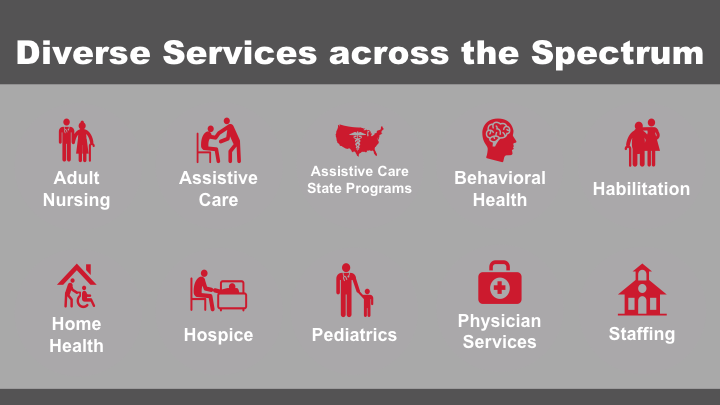 Diverse Services across the Spectrum
Adult
Nursing
Assistive
Care
Assistive Care
State Programs
Behavioral
Health
Habilitation
Home
Health
Hospice
Pediatrics
Physician
Services
Staffing